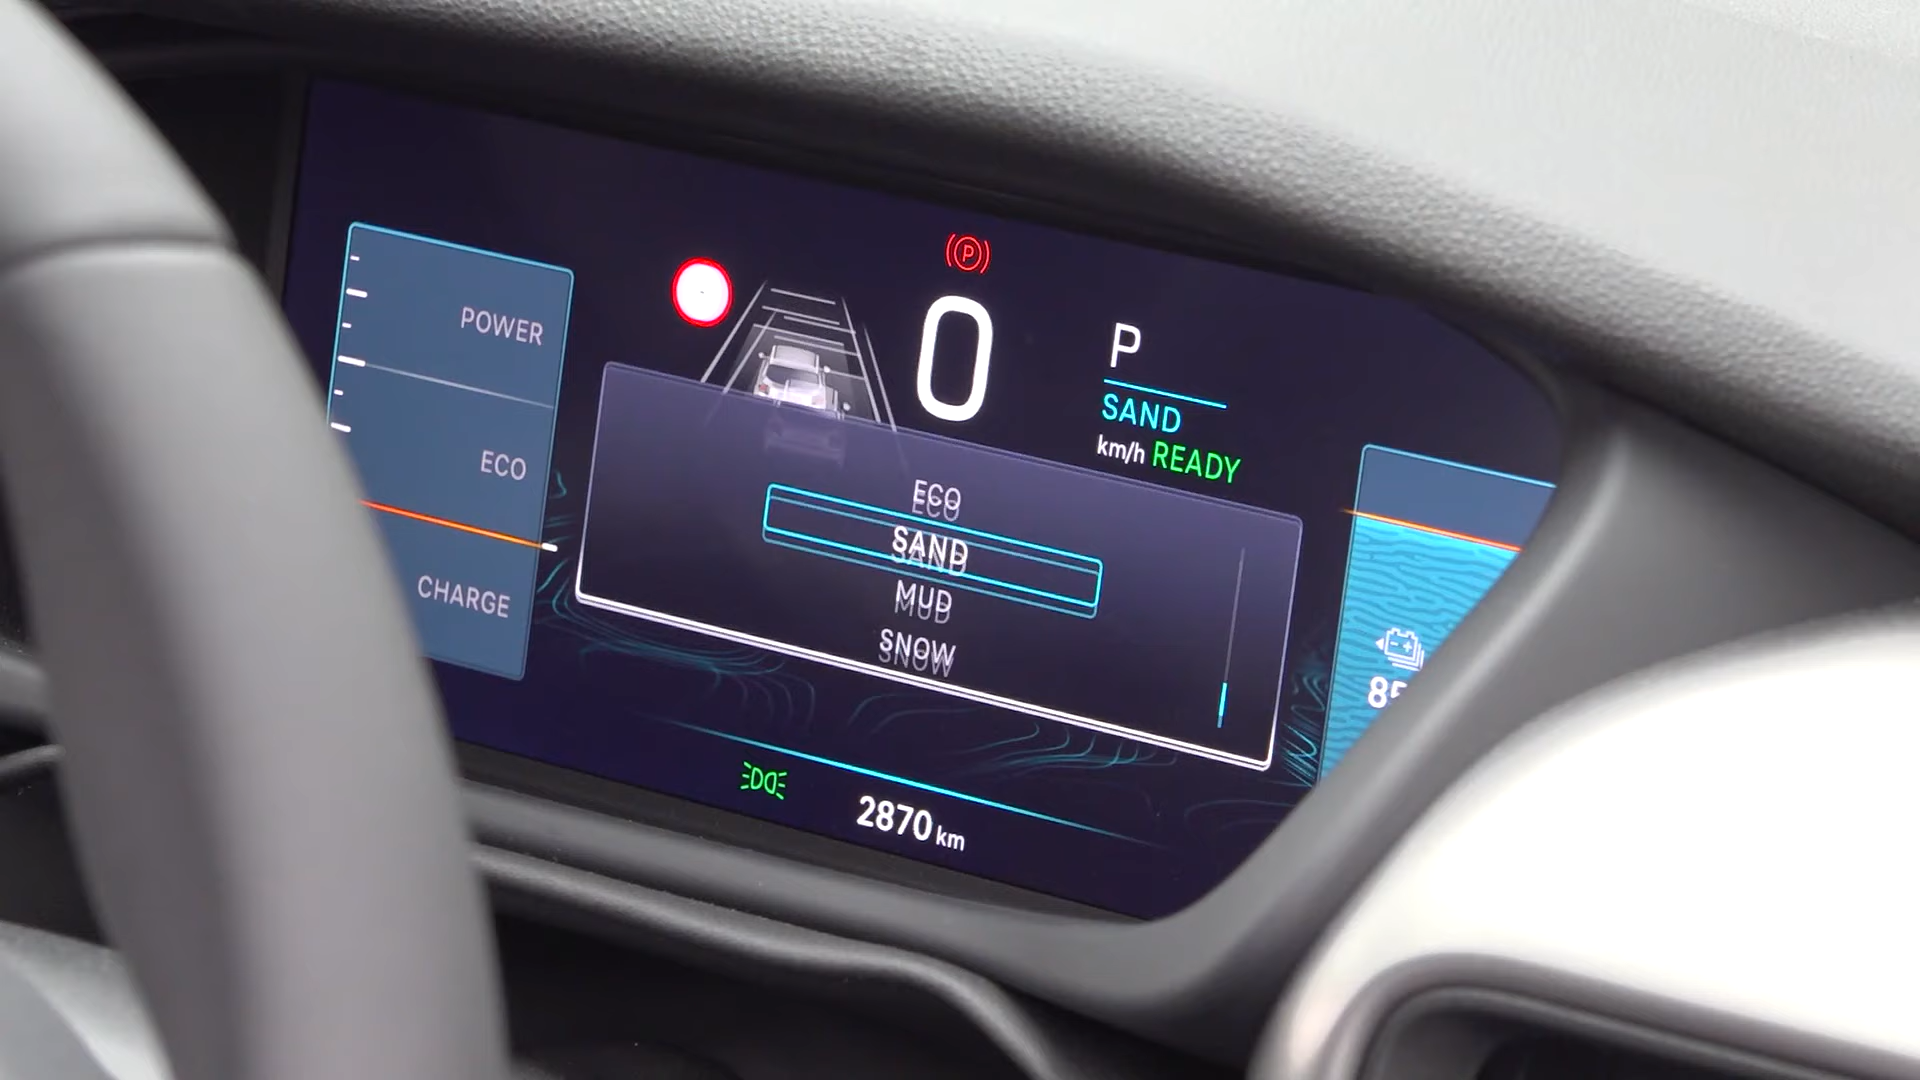 POWER
ECO
CHARGE
P
0
P
SAND
km/h READY
ECO
SAND
MUD
SNOW
2870 km